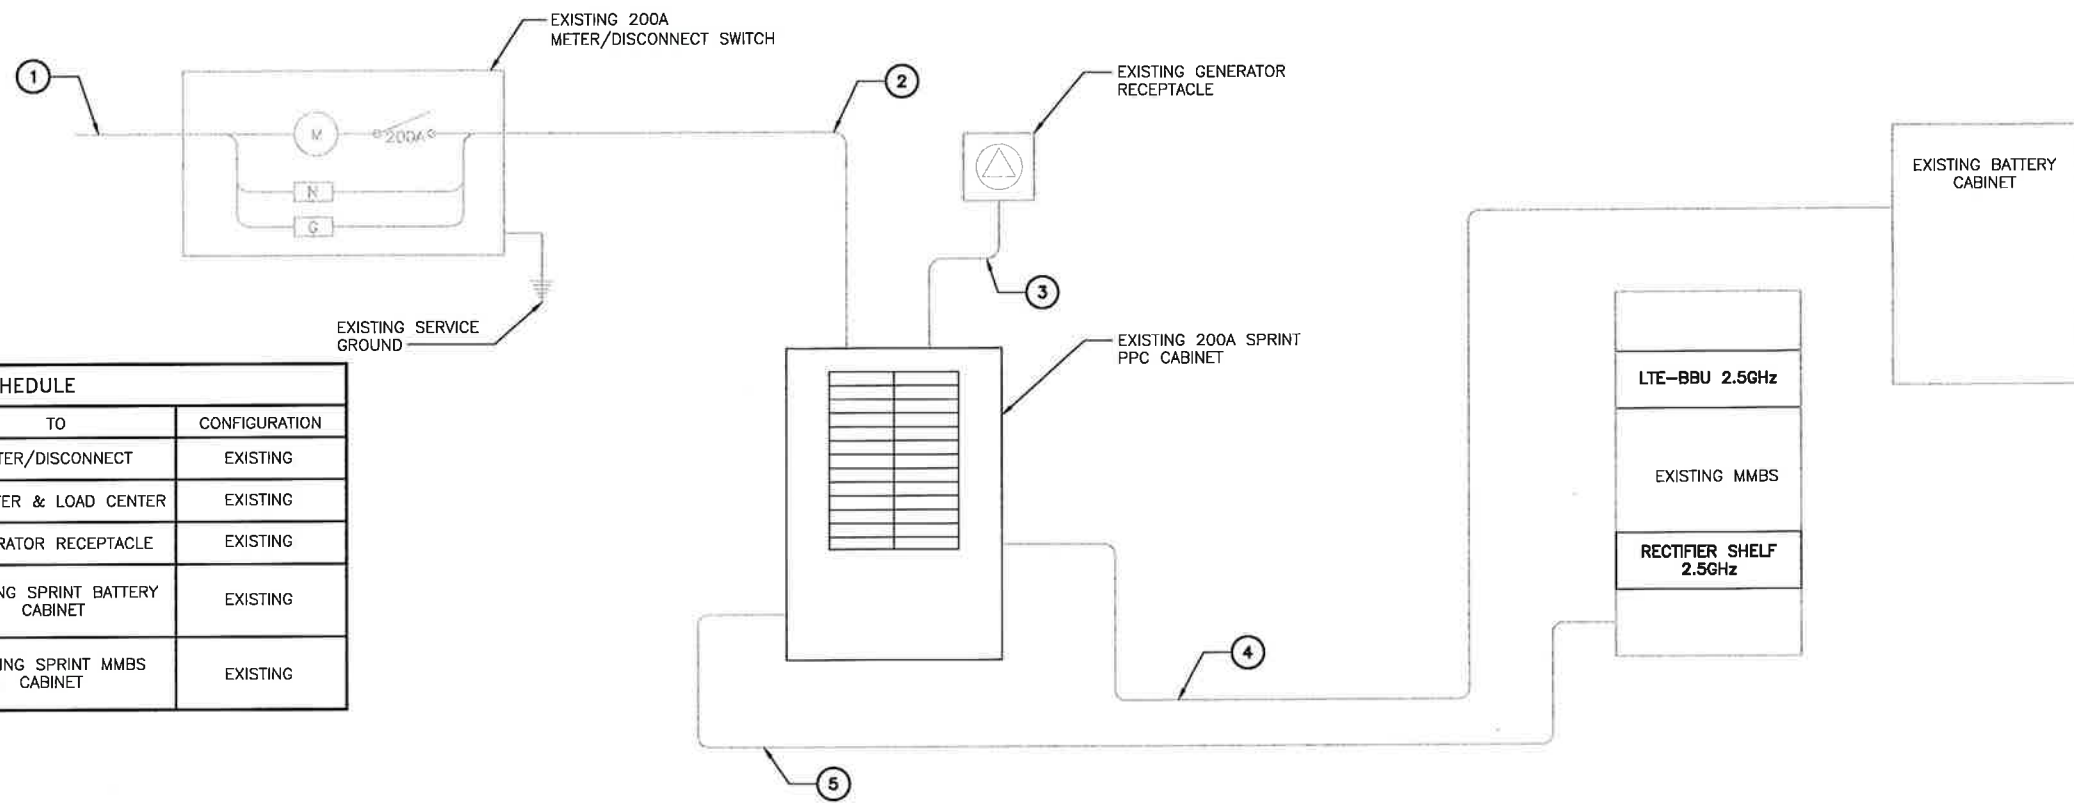 EXISTING 200A
METER/DISCONNECT SWITCH
1
2
EXISTING GENERATOR
RECEPTACLE
M
200A
N
G
EXISTING BATTERY
CABINET
3
EXISTING SERVICE
GROUND
EXISTING 200A SPRINT
PPC CABINET
LTE-BBU 2.5GHz
EXISTING MMBS
RECTIFIER SHELF
2.5GHz
4
5
HEDULE
TO CONFIGURATION
TER/DISCONNECT EXISTING
TER & LOAD CENTER EXISTING
RATOR RECEPTACLE EXISTING
NG SPRINT BATTERY
CABINET EXISTING
ING SPRINT MMBS
CABINET EXISTING